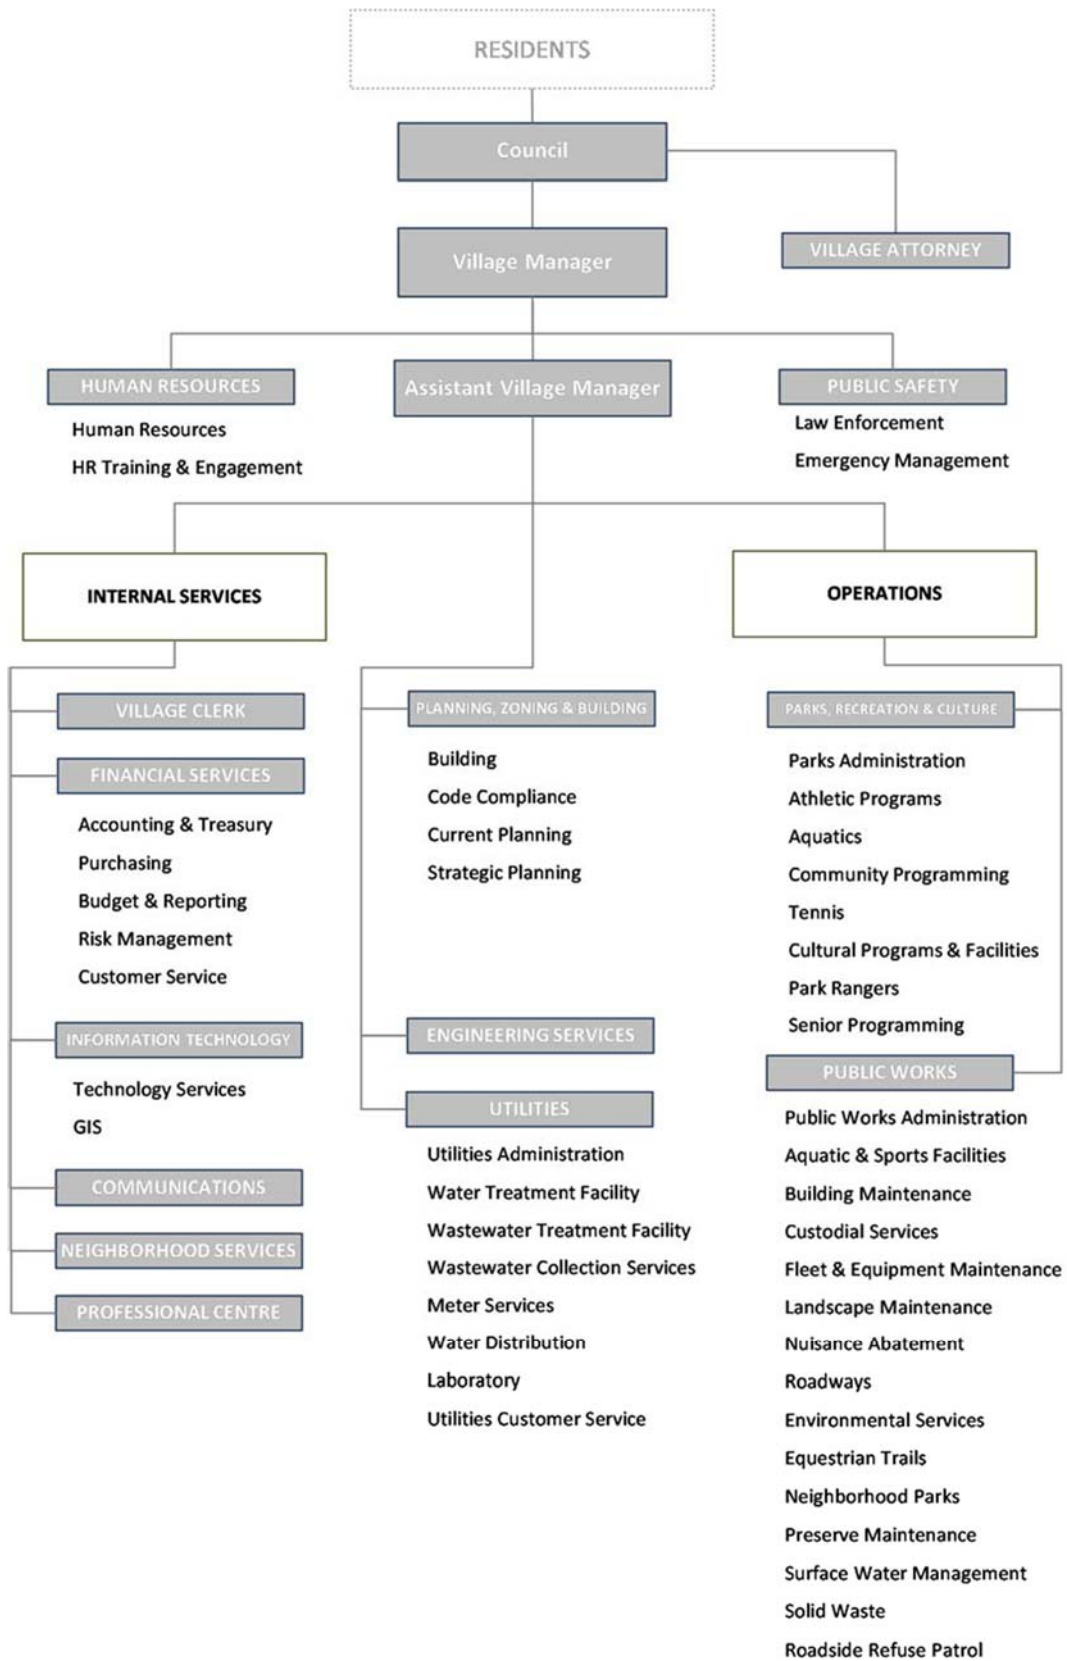 RESIDENTS
Council
VILLAGE ATTORNEY
Village Manager
HUMAN RESOURCES
Human Resources
HR Training & Engagement
Assistant Village Manager
PUBLIC SAFETY
Law Enforcement
Emergency Management
INTERNAL SERVICES
VILLAGE CLERK
FINANCIAL SERVICES
Accounting & Treasury
Purchasing
Budget & Reporting
Risk Management
Customer Service
INFORMATION TECHNOLOGY
Technology Services
GIS
COMMUNICATIONS
NEIGHBORHOOD SERVICES
PROFESSIONAL CENTRE
PLANNING, ZONING & BUILDING
Building
Code Compliance
Current Planning
Strategic Planning
ENGINEERING SERVICES
UTILITIES
Utilities Administration
Water Treatment Facility
Wastewater Treatment Facility
Wastewater Collection Services
Meter Services
Water Distribution
Laboratory
Utilities Customer Service
OPERATIONS
PARKS, RECREATION & CULTURE
Parks Administration
Athletic Programs
Aquatics
Community Programming
Tennis
Cultural Programs & Facilities
Park Rangers
Senior Programming
PUBLIC WORKS
Public Works Administration
Aquatic & Sports Facilities
Building Maintenance
Custodial Services
Fleet & Equipment Maintenance
Landscape Maintenance
Nuisance Abatement
Roadways
Environmental Services
Equestrian Trails
Neighborhood Parks
Preserve Maintenance
Surface Water Management
Solid Waste
Roadside Refuse Patrol